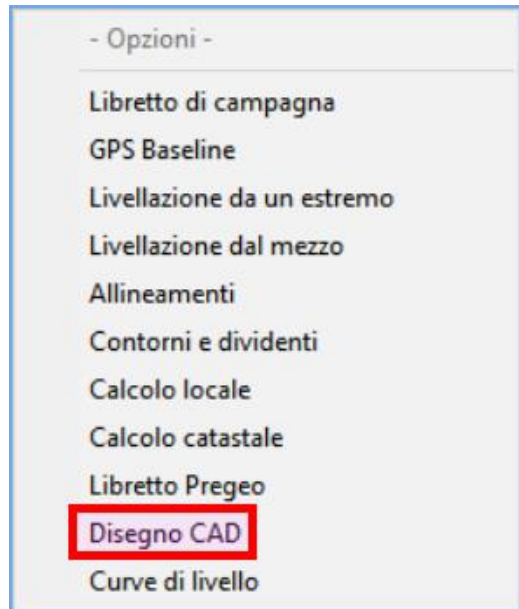 - Opzioni -
Libretto di campagna
GPS Baseline
Livellazione da un estremo
Livellazione dal mezzo
Allineamenti
Contorni e dividenti
Calcolo locale
Calcolo catastale
Libretto Pregeo
Disegno CAD
Curve di livello